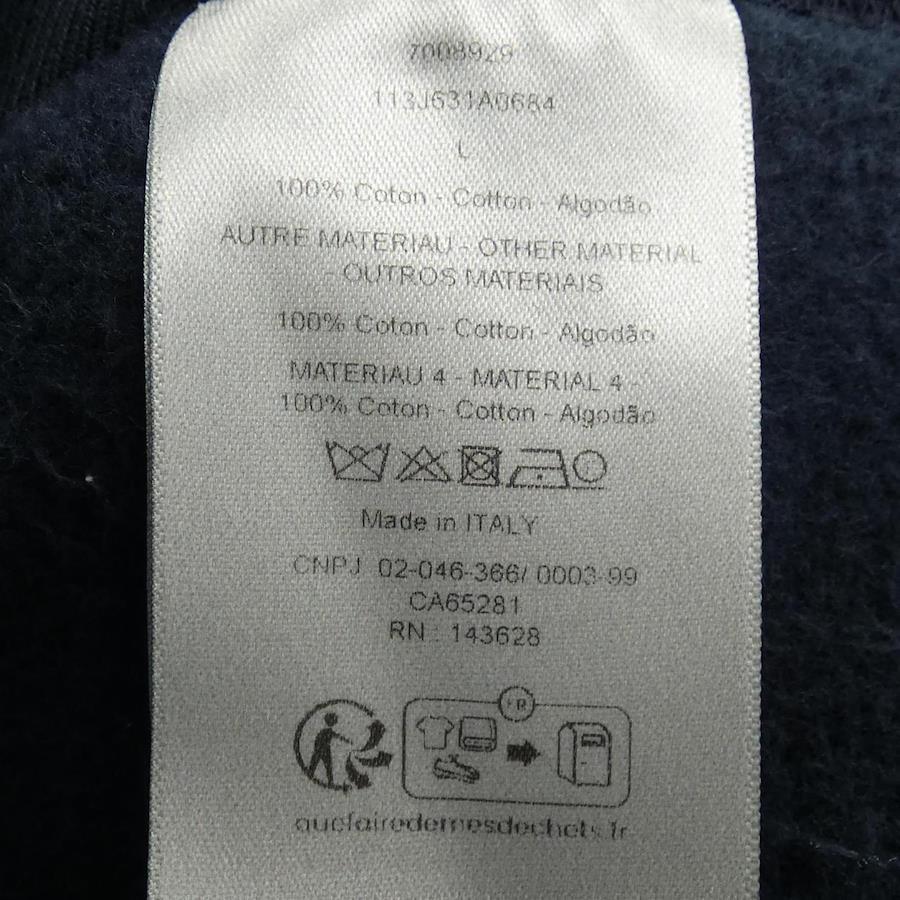 7008929
113J631A0684
L
100% Coton - Cotton - Algodão
AUTRE MATERIAU - OTHER MATERIAL
- OUTROS MATERIAIS
100% Coton - Cotton - Algodão
MATERIAU 4 - MATERIAL 4 -
100% Coton - Cotton - Algodão
Made in ITALY
CNPJ 02-046-366/ 0003-99
CA65281
RN : 143628
FR
quefairedemesdechets.fr